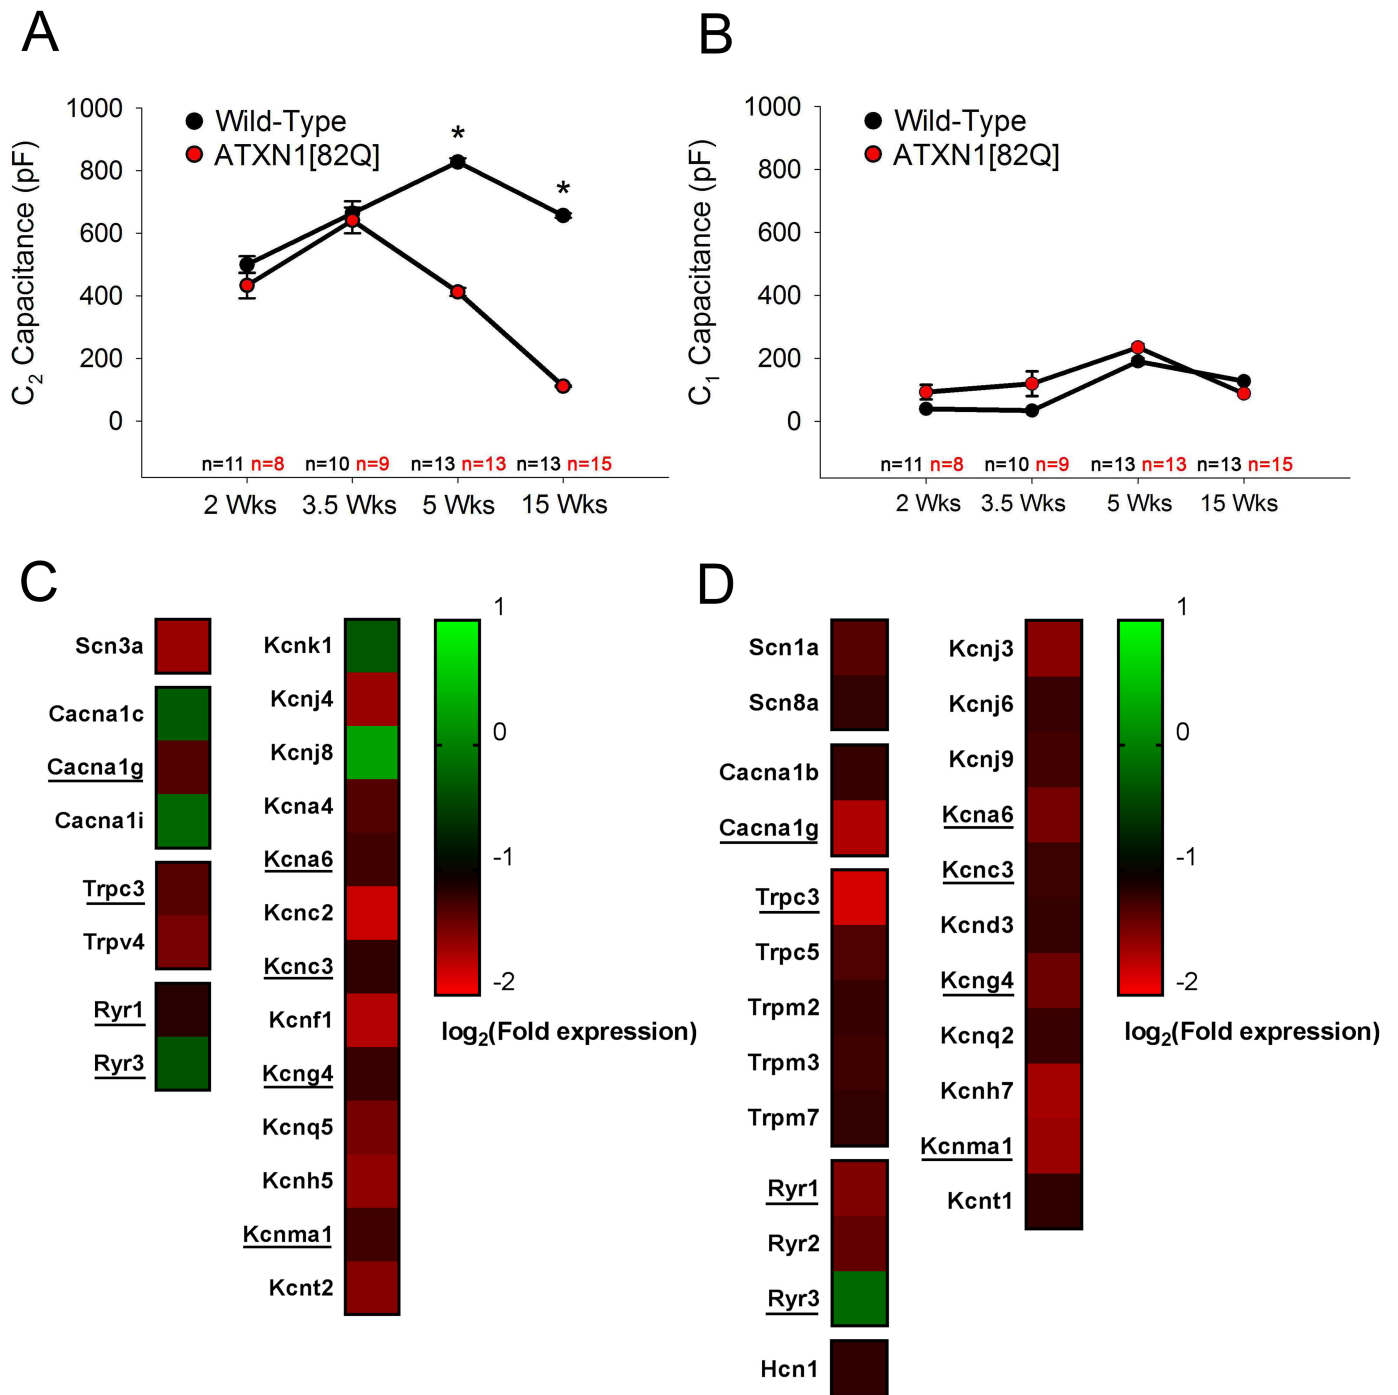 A
C2 Capacitance (pF)
1000
800
600
400
200
0
Wild-Type
ATXN1[82Q]
*
*
n=11 n=8 n=10 n=9 n=13 n=13 n=13 n=15
2 Wks 3.5 Wks 5 Wks 15 Wks
B
C1 Capacitance (pF)
1000
800
600
400
200
0
Wild-Type
ATXN1[82Q]
n=11 n=8 n=10 n=9 n=13 n=13 n=13 n=15
2 Wks 3.5 Wks 5 Wks 15 Wks
C
Scn3a
Cacna1c
Cacna1g
Cacna1i
Trpc3
Trpv4
Ryr1
Ryr3
Kcnk1
Kcnj4
Kcnj8
Kcna4
Kcna6
Kcnc2
Kcnc3
Kcnf1
Kcng4
Kcnq5
Kcnh5
Kcnma1
Kcnt2
1
0
-1
-2
log2(Fold expression)
D
Scn1a
Scn8a
Cacna1b
Cacna1g
Trpc3
Trpc5
Trpm2
Trpm3
Trpm7
Ryr1
Ryr2
Ryr3
Hcn1
Kcnj3
Kcnj6
Kcnj9
Kcna6
Kcnc3
Kcnd3
Kcng4
Kcnq2
Kcnh7
Kcnma1
Kcnt1
1
0
-1
-2
log2(Fold expression)